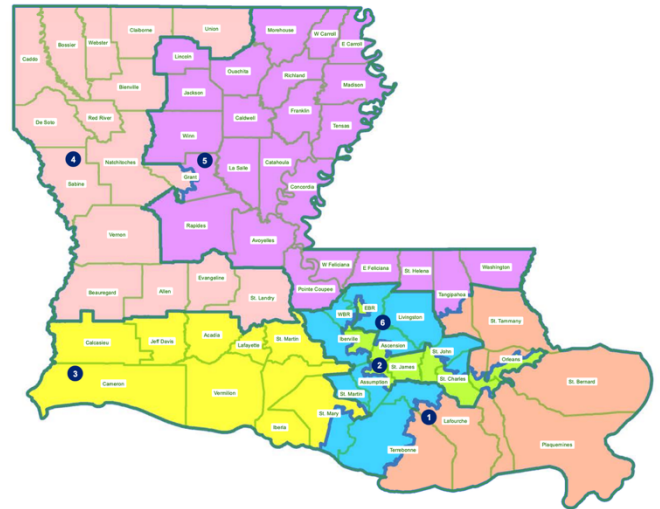 Claiborne
Union
Morehouse
W Carroll
E Carroll
Bossier
Webster
Caddo
Lincoln
Ouachita
Richland
Madison
Bienville
Jackson
Red River
De Soto
Caldwell
Franklin
Tensas
Winn
4
Natchitoches
5
Grant
La Salle
Catahoula
Sabine
Concordia
Vernon
Rapides
Avoyelles
W Feliciana
E Feliciana
St. Helena
Washington
Beauregard
Allen
Evangeline
St. Landry
Pointe Coupee
Tangipahoa
EBR
WBR
6
Livingston
St. Tammany
Calcasieu
Jeff Davis
Acadia
Lafayette
St. Martin
Iberville
Ascension
St. John
Orleans
3
Cameron
2
St. James
St. Charles
Assumption
St. Bernard
Vermilion
St. Martin
St. Mary
Iberia
1
Lafourche
Plaquemines
Terrebonne